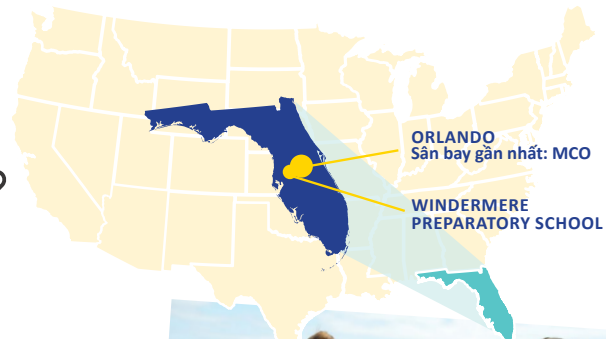 ORLANDO
Sân bay gần nhất: MCO
WINDERMERE
PREPARATORY SCHOOL